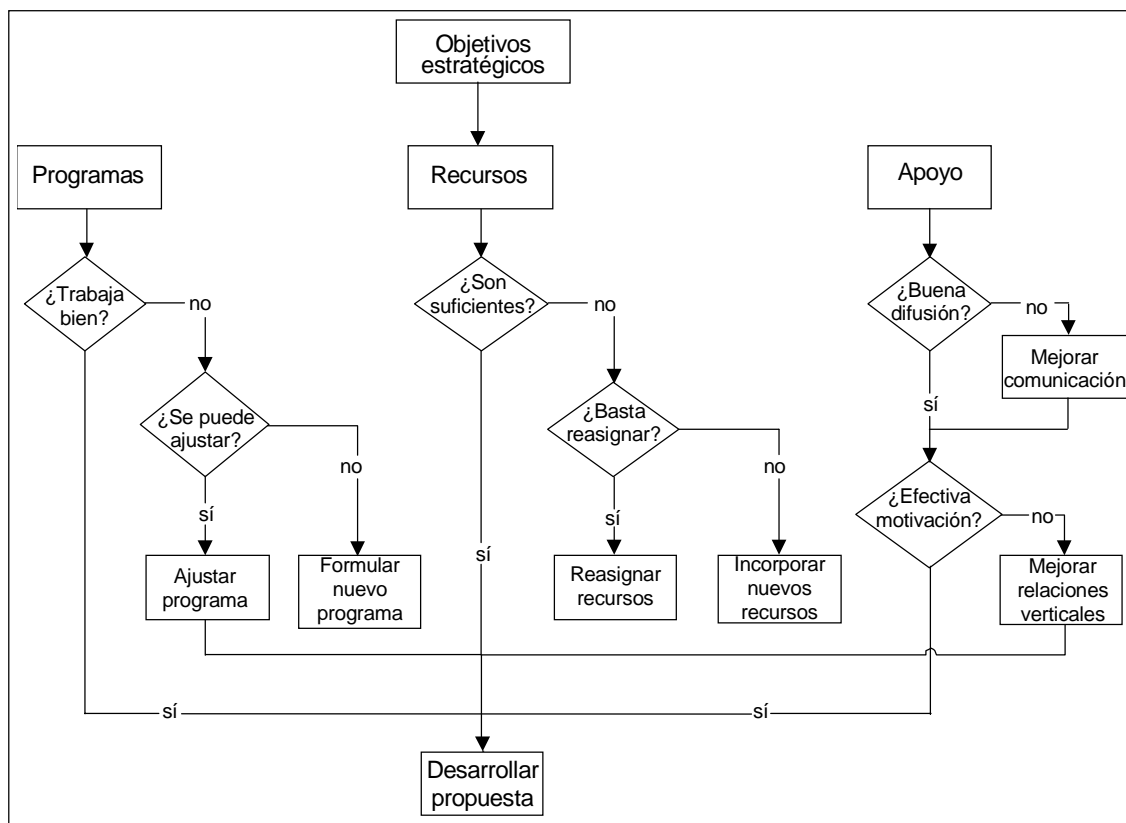 Objetivos
estratégicos
Programas
Recursos
Apoyo
¿Trabaja
bien?
no
¿Son
suficientes?
no
¿Buena
difusión?
no
Mejorar
comunicación
sí
¿Se puede
ajustar?
no
sí
¿Basta
reasignar?
no
sí
¿Efectiva
motivación?
no
sí
Ajustar
programa
Formular
nuevo
programa
Reasignar
recursos
Incorporar
nuevos
recursos
Mejorar
relaciones
verticales
sí
sí
Desarrollar
propuesta